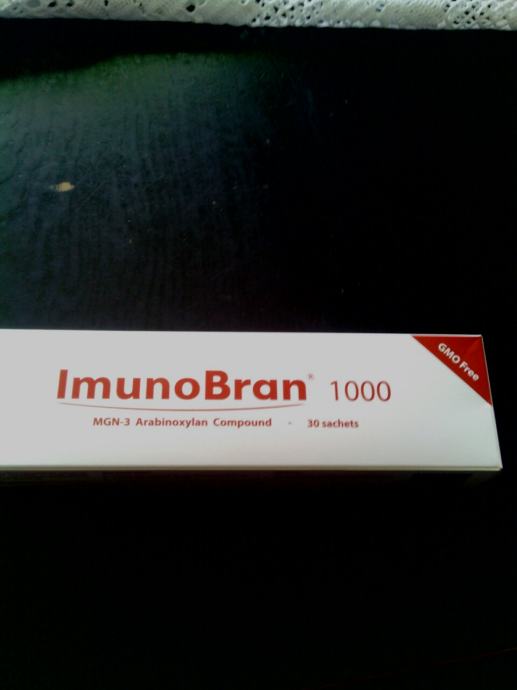 GMO Free
ImunoBran® 1000
MGN-3 Arabinoxylan Compound - 30 sachets